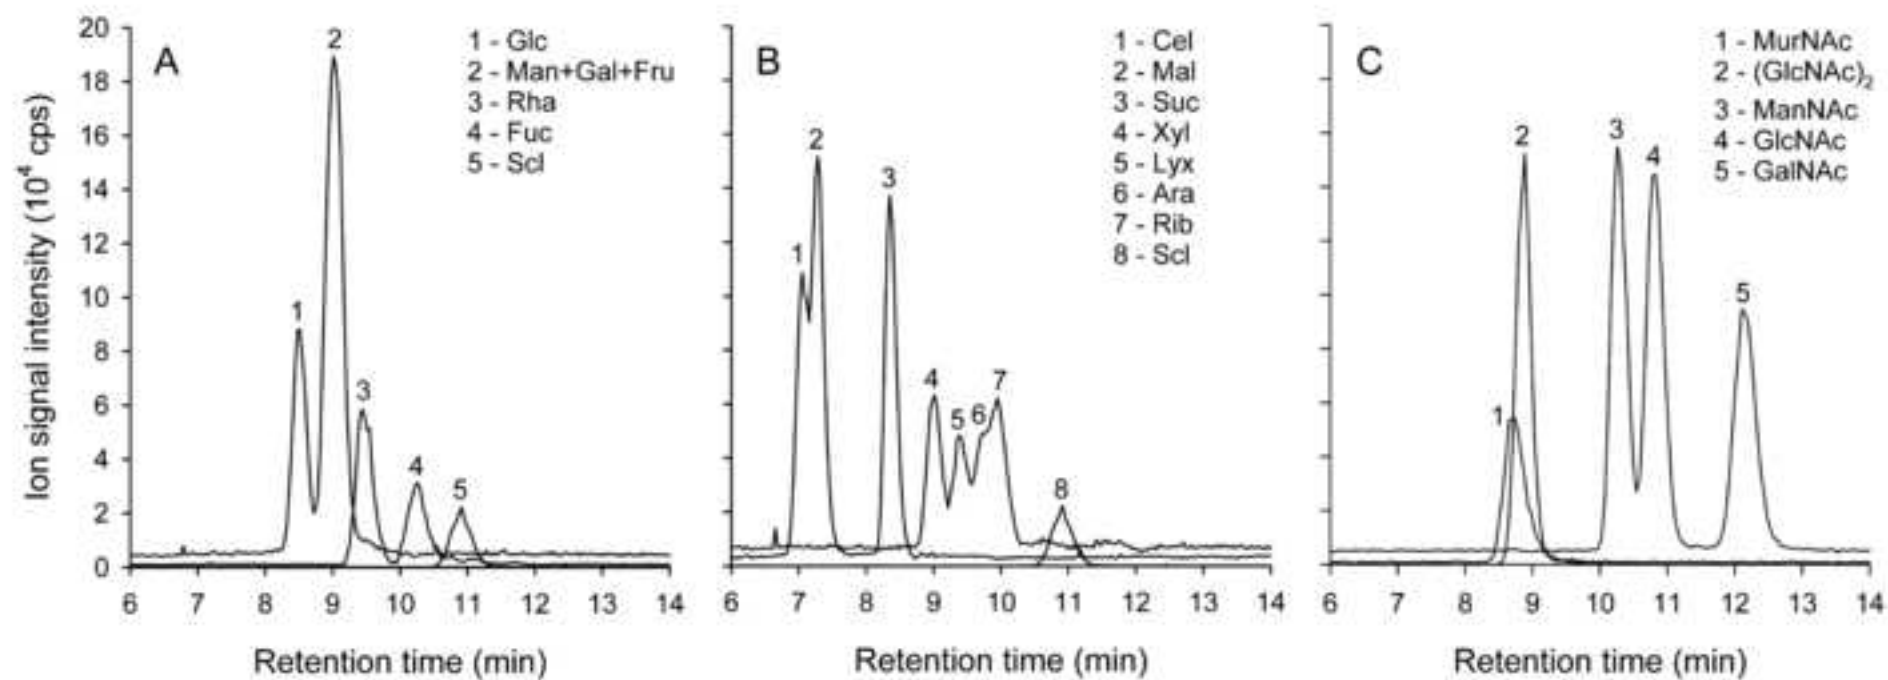 Ion signal intensity (10⁴ cps)
20
18
16
14
12
10
8
6
4
2
0
A
1 - Glc
2 - Man+Gal+Fru
3 - Rha
4 - Fuc
5 - Scl
1
2
3
4
5
6 7 8 9 10 11 12 13 14
Retention time (min)
B
1 - Cel
2 - Mal
3 - Suc
4 - Xyl
5 - Lyx
6 - Ara
7 - Rib
8 - Scl
1
2
3
4
5
6
7
8
6 7 8 9 10 11 12 13 14
Retention time (min)
C
1 - MurNAc
2 - (GlcNAc)₂
3 - ManNAc
4 - GlcNAc
5 - GalNAc
1
2
3
4
5
6 7 8 9 10 11 12 13 14
Retention time (min)